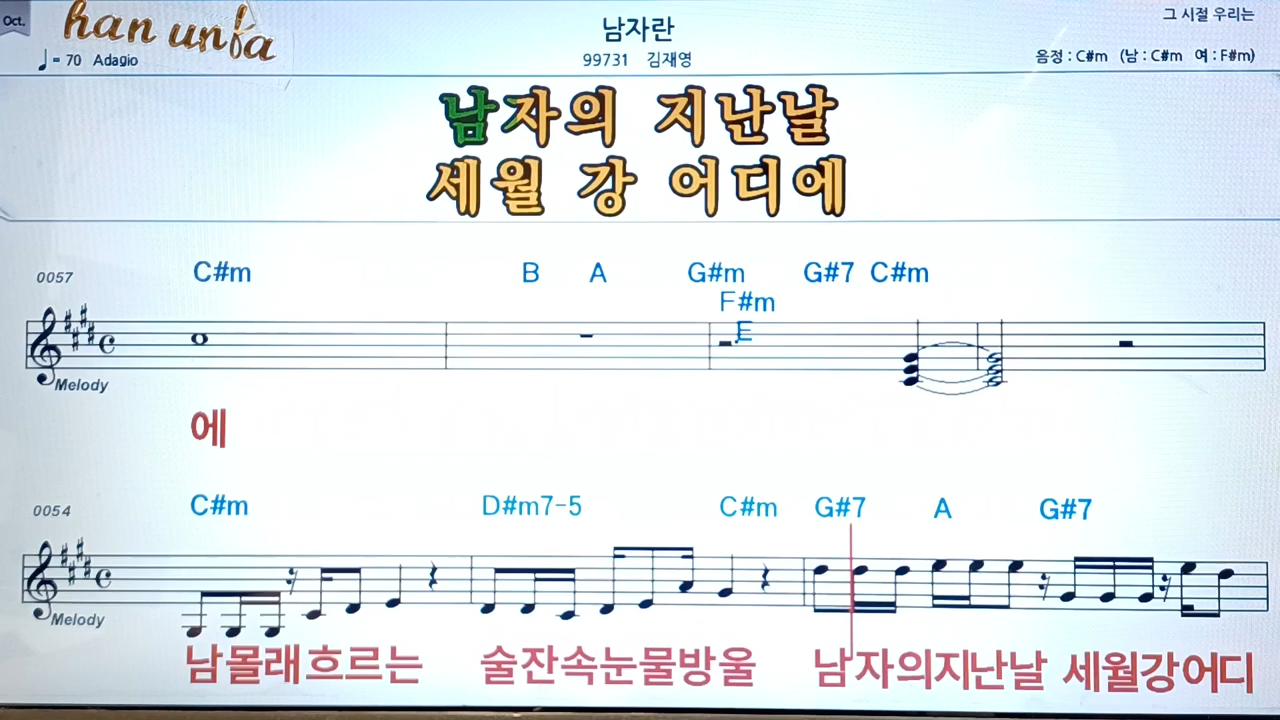 Oct.
han unfa
♩= 70 Adagio
남자란
99731 김재영
그 시절 우리는
음정 : C#m (남 : C#m 여 : F#m)
남자의 지난날
세월 강 어디에
0057
C#m B A G#m G#7 C#m
F#m
E
Melody
에
0054
C#m D#m7-5 C#m G#7 A G#7
Melody
남몰래흐르는 술잔속눈물방울 남자의지난날 세월강어디